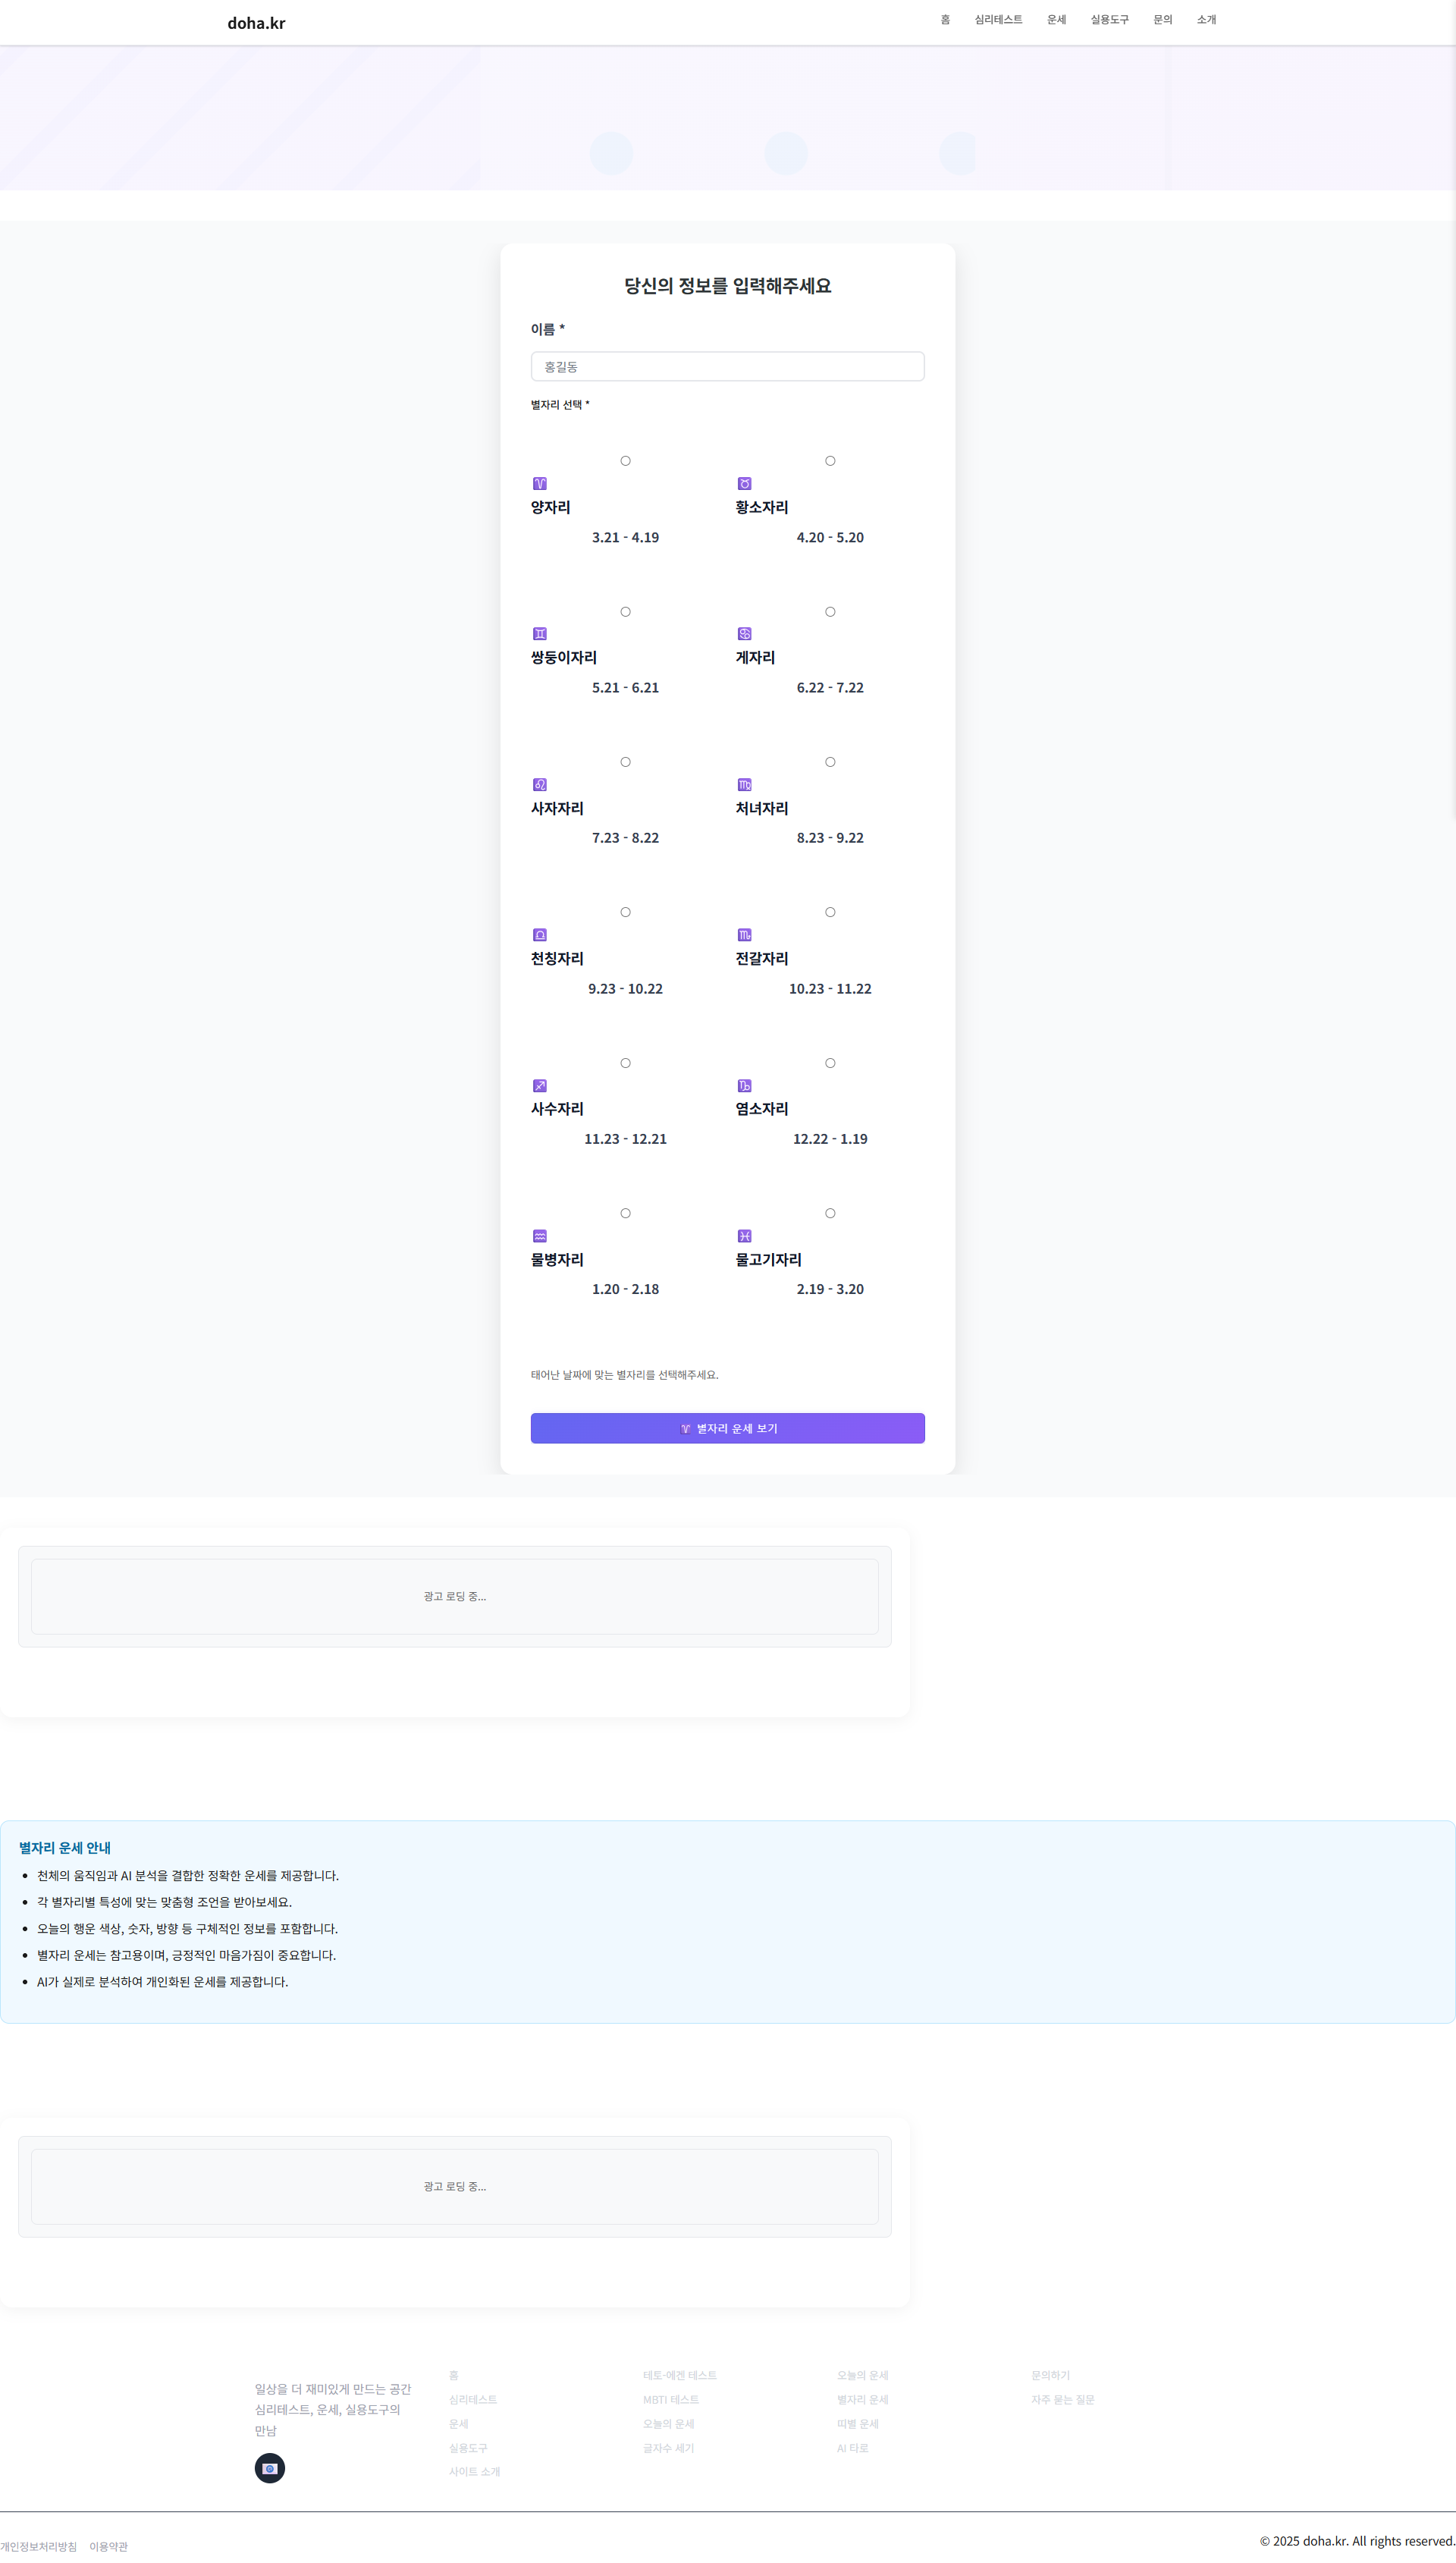 doha.kr
홈 심리테스트 운세 실용도구 문의 소개
당신의 정보를 입력해주세요
이름 *
홍길동
별자리 선택 *
♈ ♉
양자리 황소자리
3.21 - 4.19 4.20 - 5.20
♊ ♋
쌍둥이자리 게자리
5.21 - 6.21 6.22 - 7.22
♌ ♍
사자자리 처녀자리
7.23 - 8.22 8.23 - 9.22
♎ ♏
천칭자리 전갈자리
9.23 - 10.22 10.23 - 11.22
♐ ♑
사수자리 염소자리
11.23 - 12.21 12.22 - 1.19
♒ ♓
물병자리 물고기자리
1.20 - 2.18 2.19 - 3.20
태어난 날짜에 맞는 별자리를 선택해주세요.
♈ 별자리 운세 보기
광고 로딩 중...
별자리 운세 안내
• 천체의 움직임과 AI 분석을 결합한 정확한 운세를 제공합니다.
• 각 별자리별 특성에 맞는 맞춤형 조언을 받아보세요.
• 오늘의 행운 색상, 숫자, 방향 등 구체적인 정보를 포함합니다.
• 별자리 운세는 참고용이며, 긍정적인 마음가짐이 중요합니다.
• AI가 실제로 분석하여 개인화된 운세를 제공합니다.
광고 로딩 중...
일상을 더 재미있게 만드는 공간
심리테스트, 운세, 실용도구의
만남
홈
심리테스트
운세
실용도구
사이트 소개
테토-에겐 테스트
MBTI 테스트
오늘의 운세
글자수 세기
오늘의 운세
별자리 운세
띠별 운세
AI 타로
문의하기
자주 묻는 질문
개인정보처리방침 이용약관
© 2025 doha.kr. All rights reserved.